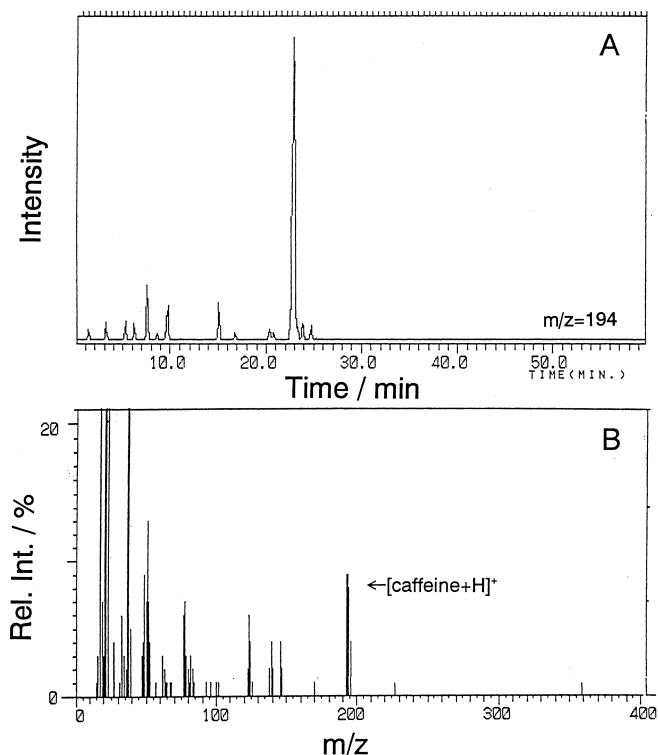 A
Intensity
m/z=194
10.0 20.0 30.0 40.0 50.0
TIME(MIN.)
Time / min
20
B
Rel. Int. / %
←[caffeine+H]⁺
0
0 100 200 300 400
m/z